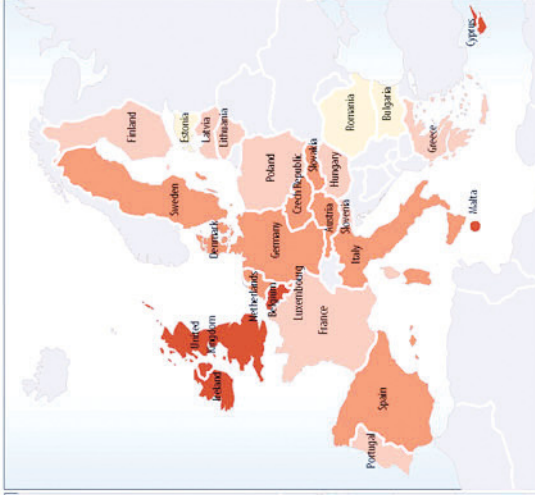 Finland
Sweden
Estonia
Latvia
Lithuania
Denmark
United
Kingdom
Ireland
Netherlands
Belgium
Luxembourg
Germany
Poland
Czech Republic
Slovakia
Austria
Hungary
Slovenia
Romania
Bulgaria
France
Italy
Spain
Portugal
Greece
Malta
Cyprus